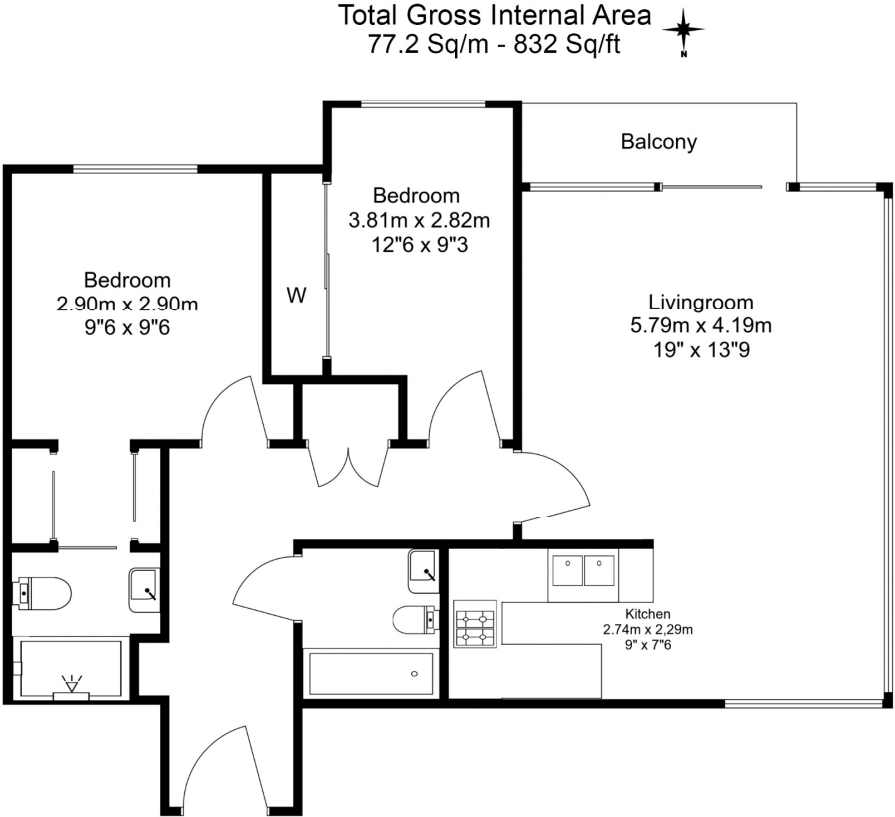 Total Gross Internal Area
77.2 Sq/m - 832 Sq/ft
N
Balcony
Bedroom
3.81m x 2.82m
12"6 x 9"3
Bedroom
2.90m x 2.90m
9"6 x 9"6
W
Livingroom
5.79m x 4.19m
19" x 13"9
Kitchen
2.74m x 2,29m
9" x 7"6